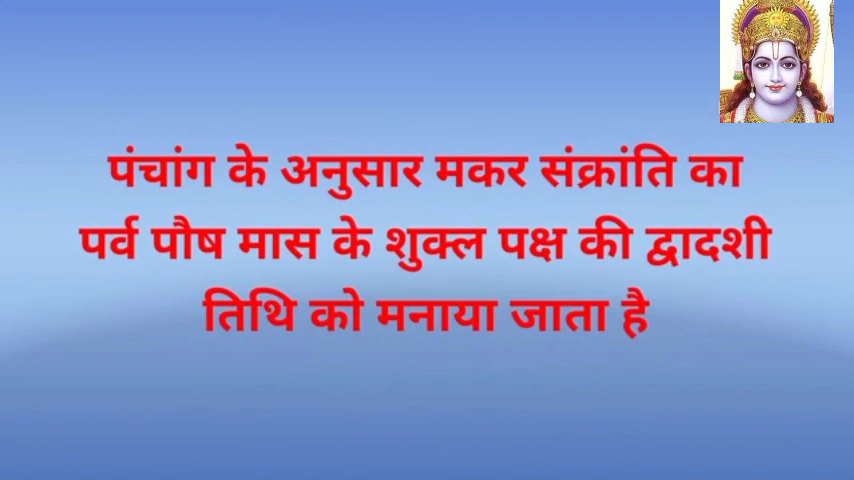 पंचांग के अनुसार मकर संक्रांति का
पर्व पौष मास के शुक्ल पक्ष की द्वादशी
तिथि को मनाया जाता है